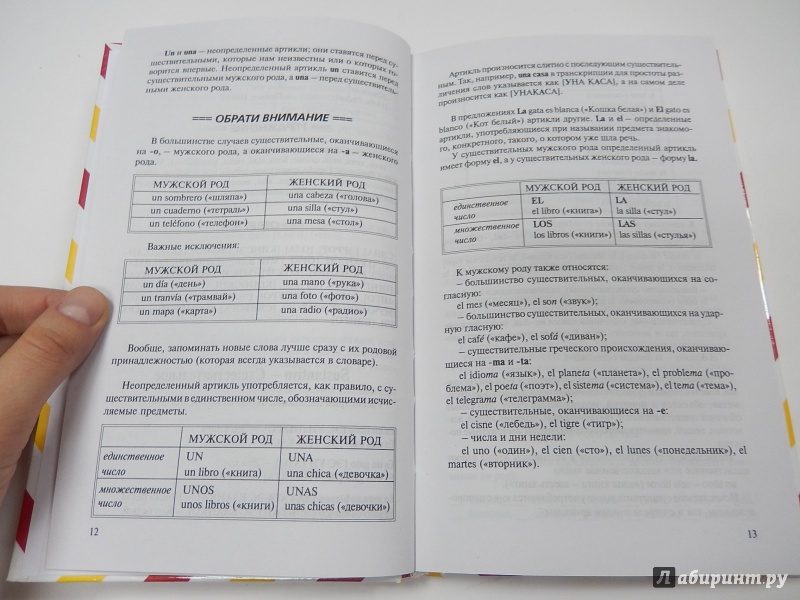 Un и una — неопределенные артикли; они ставятся перед су-
ществительными, которые нам неизвестны или о которых го-
ворится впервые. Неопределенный артикль un ставится перед
существительными мужского рода, а una — перед существитель-
ными женского рода.
=== ОБРАТИ ВНИМАНИЕ ===
В большинстве случаев существительные, оканчивающиеся
на -о, — мужского рода, а оканчивающиеся на -а — женского
рода.
МУЖСКОЙ РОД ЖЕНСКИЙ РОД
un sombrero («шляпа») una cabeza («голова»)
un cuaderno («тетрадь») una silla («стул»)
un teléfono («телефон») una mesa («стол»)
Важные исключения:
МУЖСКОЙ РОД ЖЕНСКИЙ РОД
un día («день») una mano («рука»)
un tranvía («трамвай») una foto («фото»)
un mapa («карта») una radio («радио»)
Вообще, запоминать новые слова лучше сразу с их родовой
принадлежностью (которая всегда указывается в словаре).
Неопределенный артикль употребляется, как правило, с су-
ществительными в единственном числе, обозначающими исчис-
ляемые предметы.
МУЖСКОЙ РОД ЖЕНСКИЙ РОД
единственное число UN UNA
un libro («книга») una chica («девочка»)
множественное число UNOS UNAS
unos libros («книги») unas chicas («девочки»)
12
Артикль произносится слитно с последующим существитель-
ным. Так, например, una casa в транскрипции для простоты раз-
личения слов указывается как [УНА КАСА], а на самом деле
произносится как [УНАКАСА].
В предложениях La gata es blanca («Кошка белая») и El gato es
blanco («Кот белый») артикли другие. La и el — определенные
артикли, употребляющиеся при назывании предмета знакомо-
го, конкретного, такого, о котором уже шла речь.
У существительных мужского рода определенный артикль
имеет форму el, а у существительных женского рода — форму la.
МУЖСКОЙ РОД ЖЕНСКИЙ РОД
единственное число EL LA
el libro («книга») la silla («стул»)
множественное число LOS LAS
los libros («книги») las sillas («стулья»)
К мужскому роду также относятся:
— большинство существительных, оканчивающихся на со-
гласную:
el mes («месяц»), el son («звук»);
— большинство существительных, оканчивающихся на удар-
ную гласную:
el café («кафе»), el sofá («диван»);
— существительные греческого происхождения, оканчиваю-
щиеся на -ma и -ta:
el idioma («язык»), el planeta («планета»), el problema («про-
блема»), el poeta («поэт»), el sistema («система»), el tema («тема»),
el telegrama («телеграмма»);
— существительные, оканчивающиеся на -e:
el cisne («лебедь»), el tigre («тигр»);
— числа и дни недели:
el uno («один»), el cien («сто»), el lunes («понедельник»), el
martes («вторник»).
13
Лабиринт.ру